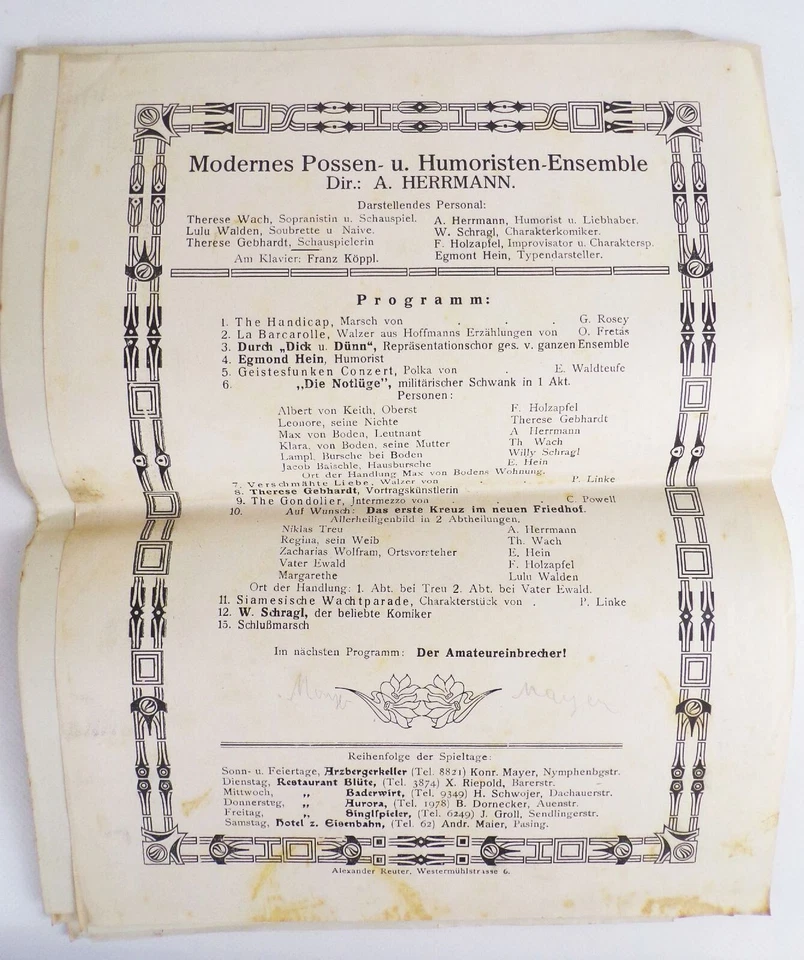 Modernes Possen- u. Humoristen-Ensemble
Dir.: A. HERRMANN.
Darstellendes Personal:
Therese Wach, Sopranistin u. Schauspiel.
Lulu Walden, Soubrette u Naive.
Therese Gebhardt, Schauspielerin
Am Klavier: Franz Köppl.
A. Herrmann, Humorist u. Liebhaber.
W. Schragl, Charakterkomiker.
F. Holzapfel, Improvisator u. Charaktersp.
Egmont Hein, Typendarsteller.
Programm:
1. The Handicap, Marsch von . . . G. Rosey
2. La Barcarolle, Walzer aus Hoffmanns Erzählungen von O. Fretás
3. Durch „Dick u. Dünn“, Repräsentationschor ges. v. ganzen Ensemble
4. Egmond Hein, Humorist
5. Geistesfunken Conzert, Polka von . E. Waldteufe
6. „Die Notlüge“, militärischer Schwank in 1 Akt.
Personen:
Albert von Keith, Oberst F. Holzapfel
Leonore, seine Nichte Therese Gebhardt
Max von Boden, Leutnant A Herrmann
Klara, von Boden, seine Mutter Th. Wach
Lampl, Bursche bei Boden Willy Schragl
Jacob Baischle, Hausbursche E. Hein
Ort der Handlung Max von Bodens Wohnung.
7. Verschmähte Liebe, Walzer von . . . P. Linke
8. Therese Gebhardt, Vortragskünstlerin
9. The Gondolier, Intermezzo von . . . C. Powell
10. Auf Wunsch: Das erste Kreuz im neuen Friedhof.
Allerheiligenbild in 2 Abtheilungen.
Niklas Treu A. Herrmann
Regina, sein Weib Th. Wach
Zacharias Wolfram, Ortsvorsteher E. Hein
Vater Ewald F. Holzapfel
Margarethe Lulu Walden
Ort der Handlung: 1. Abt. bei Treu 2. Abt. bei Vater Ewald.
11. Siamesische Wachtparade, Charakterstück von . P. Linke
12. W. Schragl, der beliebte Komiker
15. Schlußmarsch
Im nächsten Programm: Der Amateureinbrecher!
Mayer
Reihenfolge der Spieltage:
Sonn- u. Feiertage, Arzbergerkeller (Tel. 8821) Konr. Mayer, Nymphenbgstr.
Dienstag, Restaurant Blüte, (Tel. 3874) X. Riepold, Barerstr.
Mittwoch, „ Baderwirt, (Tel. 9349) H. Schwojer, Dachauerstr.
Donnersteg, „ Aurora, (Tel. 1978) B. Dornecker, Auenstr.
Freitag, „ Singlspieler, (Tel. 6249) J. Groll, Sendlingerstr.
Samstag, Hotel z. Eisenbahn, (Tel. 62) Andr. Maier, Pasing.
Alexander Reuter, Westermühlstrasse 6.